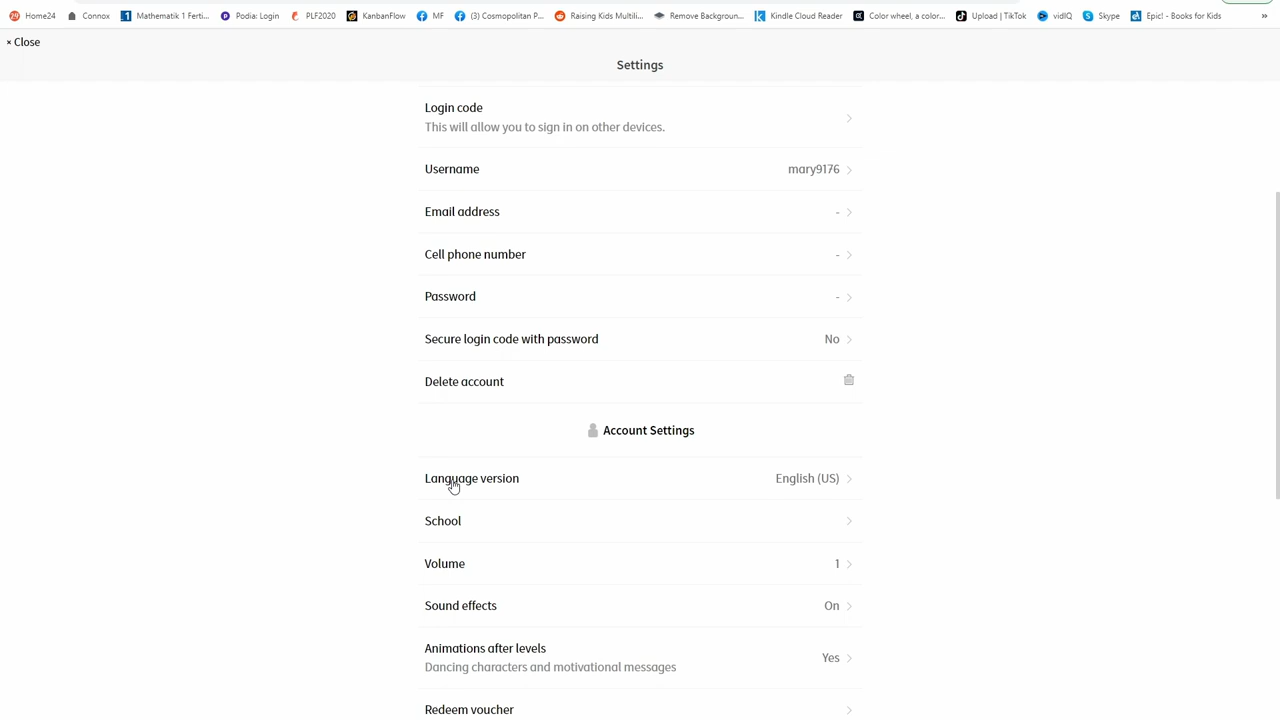 Home24 Connox Mathematik 1 Ferti... Podia: Login PLF2020 KanbanFlow MF (3) Cosmopolitan P... Raising Kids Multili... Remove Backgroun... Kindle Cloud Reader Color wheel, a color... Upload | TikTok vidIQ Skype Epic! - Books for Kids »
× Close
Settings
Login code
This will allow you to sign in on other devices.
Username mary9176
Email address -
Cell phone number -
Password -
Secure login code with password No
Delete account
Account Settings
Language version English (US)
School
Volume 1
Sound effects On
Animations after levels
Dancing characters and motivational messages Yes
Redeem voucher